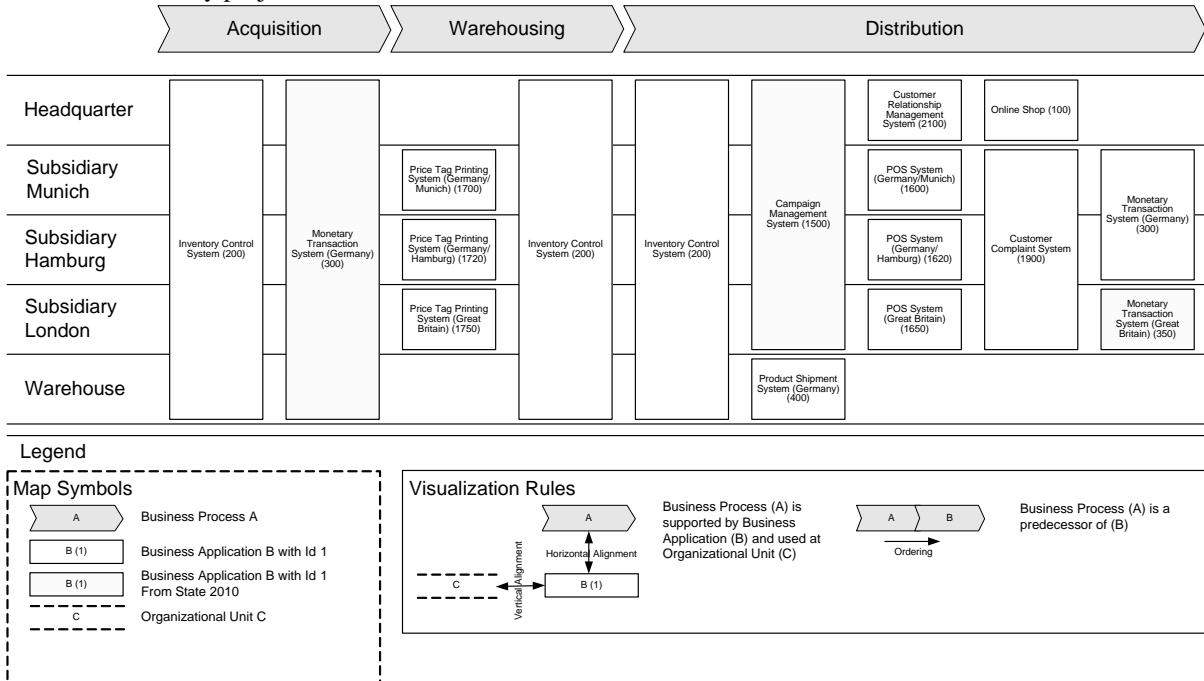 Acquisition
Warehousing
Distribution
Headquarter
Customer
Relationship
Management
System (2100)
Online Shop (100)
Subsidiary
Munich
Price Tag Printing
System (Germany/
Munich) (1700)
POS System
(Germany/Munich)
(1600)
Subsidiary
Hamburg
Inventory Control
System (200)
Monetary
Transaction
System (Germany)
(300)
Price Tag Printing
System (Germany/
Hamburg) (1720)
Inventory Control
System (200)
Inventory Control
System (200)
Campaign
Management
System (1500)
POS System
(Germany/
Hamburg) (1620)
Customer
Complaint System
(1900)
Monetary
Transaction
System (Germany)
(300)
Subsidiary
London
Price Tag Printing
System (Great
Britain) (1750)
POS System
(Great Britain)
(1650)
Monetary
Transaction
System (Great
Britain) (350)
Warehouse
Product Shipment
System (Germany)
(400)
Legend
Map Symbols
A
Business Process A
B (1)
Business Application B with Id 1
B (1)
Business Application B with Id 1
From State 2010
C
Organizational Unit C
Visualization Rules
A
Horizontal Alignment
C
Vertical Alignment
B (1)
Business Process (A) is
supported by Business
Application (B) and used at
Organizational Unit (C)
A
B
Ordering
Business Process (A) is a
predecessor of (B)